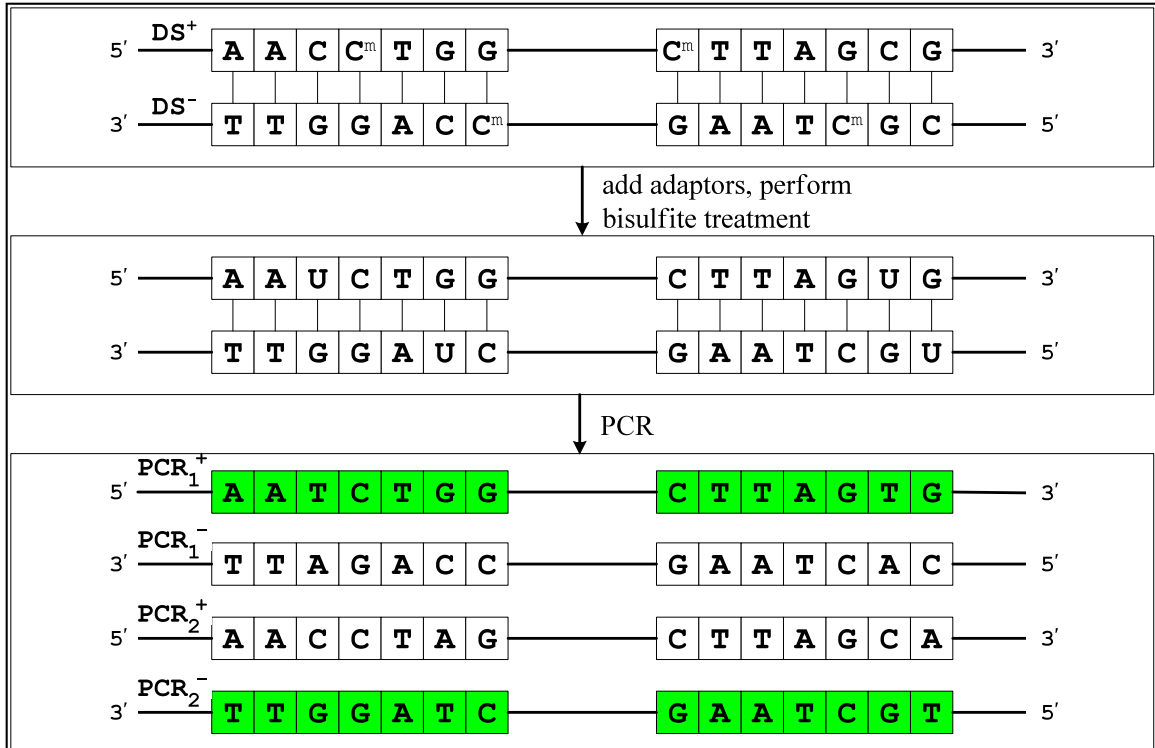 DS⁺
5′ A A C Cᵐ T G G Cᵐ T T A G C G 3′
DS⁻
3′ T T G G A C Cᵐ G A A T Cᵐ G C 5′
add adaptors, perform
bisulfite treatment
5′ A A U C T G G C T T A G U G 3′
3′ T T G G A U C G A A T C G U 5′
PCR
PCR₁⁺
5′ A A T C T G G C T T A G T G 3′
PCR₁⁻
3′ T T A G A C C G A A T C A C 5′
PCR₂⁺
5′ A A C C T A G C T T A G C A 3′
PCR₂⁻
3′ T T G G A T C G A A T C G T 5′